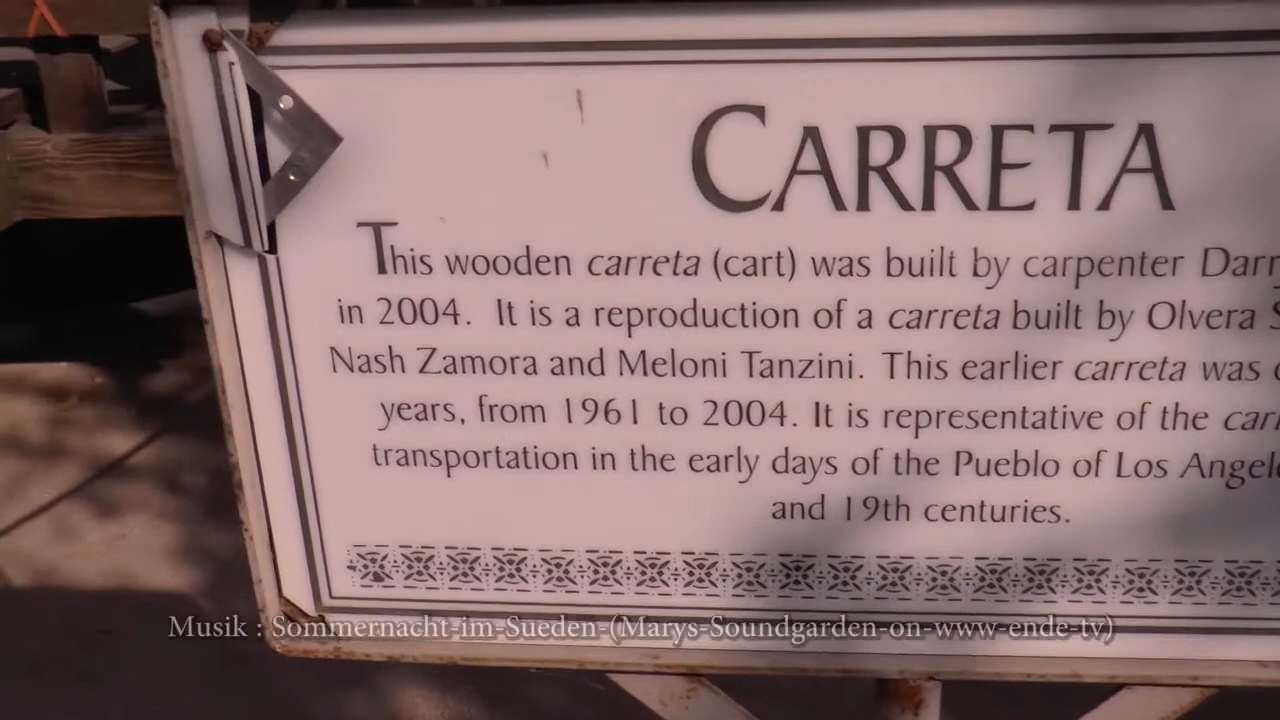 CARRETA
This wooden carreta (cart) was built by carpenter
in 2004. It is a reproduction of a carreta built by Olvera
Nash Zamora and Meloni Tanzini. This earlier carreta was
years, from 1961 to 2004. It is representative of the
transportation in the early days of the Pueblo of Los
and 19th centuries.
Musik : Sommernacht-im-Sueden-(Marys-Soundgarden-on-www-ende-tv)